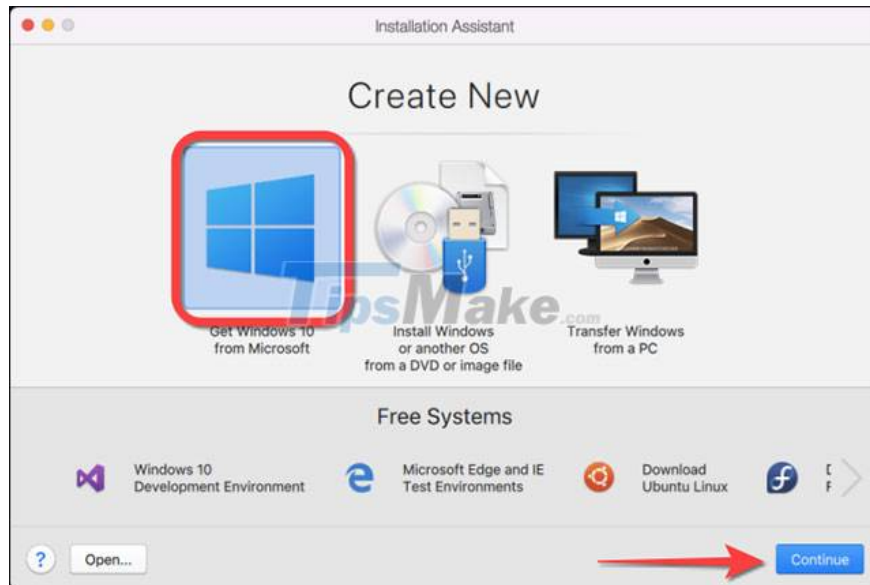 Installation Assistant
Create New
TipsMake.com
Get Windows 10
from Microsoft
Install Windows
or another OS
from a DVD or image file
Transfer Windows
from a PC
Free Systems
Windows 10
Development Environment
Microsoft Edge and IE
Test Environments
Download
Ubuntu Linux
?
Open...
Continue